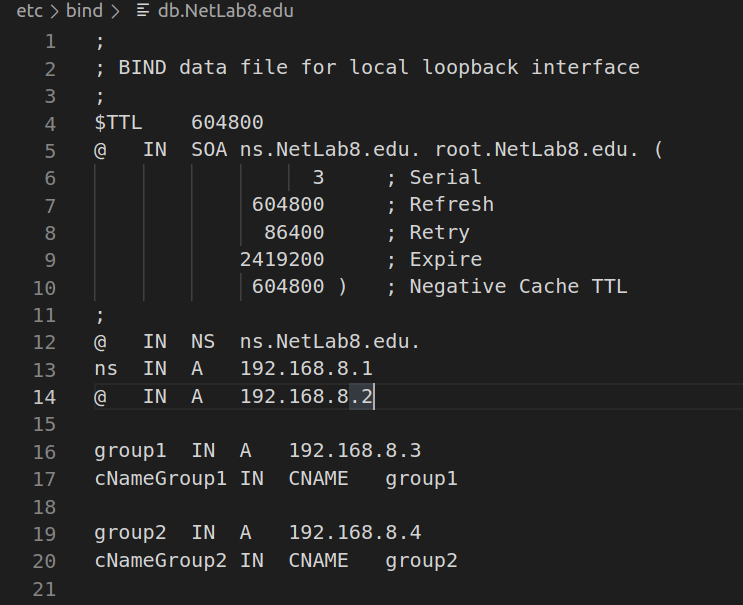 etc > bind > db.NetLab8.edu
1 ;
2 ; BIND data file for local loopback interface
3 ;
4 $TTL 604800
5 @ IN SOA ns.NetLab8.edu. root.NetLab8.edu. (
6 3 ; Serial
7 604800 ; Refresh
8 86400 ; Retry
9 2419200 ; Expire
10 604800 ) ; Negative Cache TTL
11 ;
12 @ IN NS ns.NetLab8.edu.
13 ns IN A 192.168.8.1
14 @ IN A 192.168.8.2
15
16 group1 IN A 192.168.8.3
17 cNameGroup1 IN CNAME group1
18
19 group2 IN A 192.168.8.4
20 cNameGroup2 IN CNAME group2
21